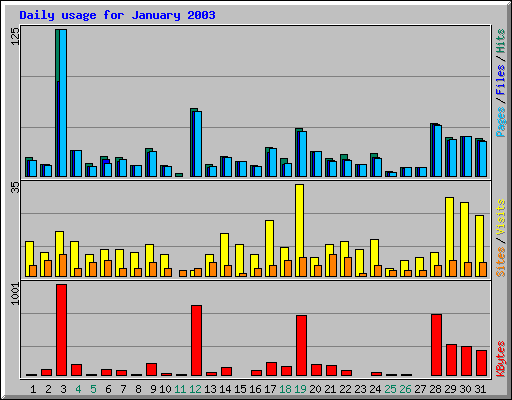 Daily usage for January 2003
125
Pages / Files / Hits
35
Sites / Visits
1001
KBytes
1 2 3 4 5 6 7 8 9 10 11 12 13 14 15 16 17 18 19 20 21 22 23 24 25 26 27 28 29 30 31